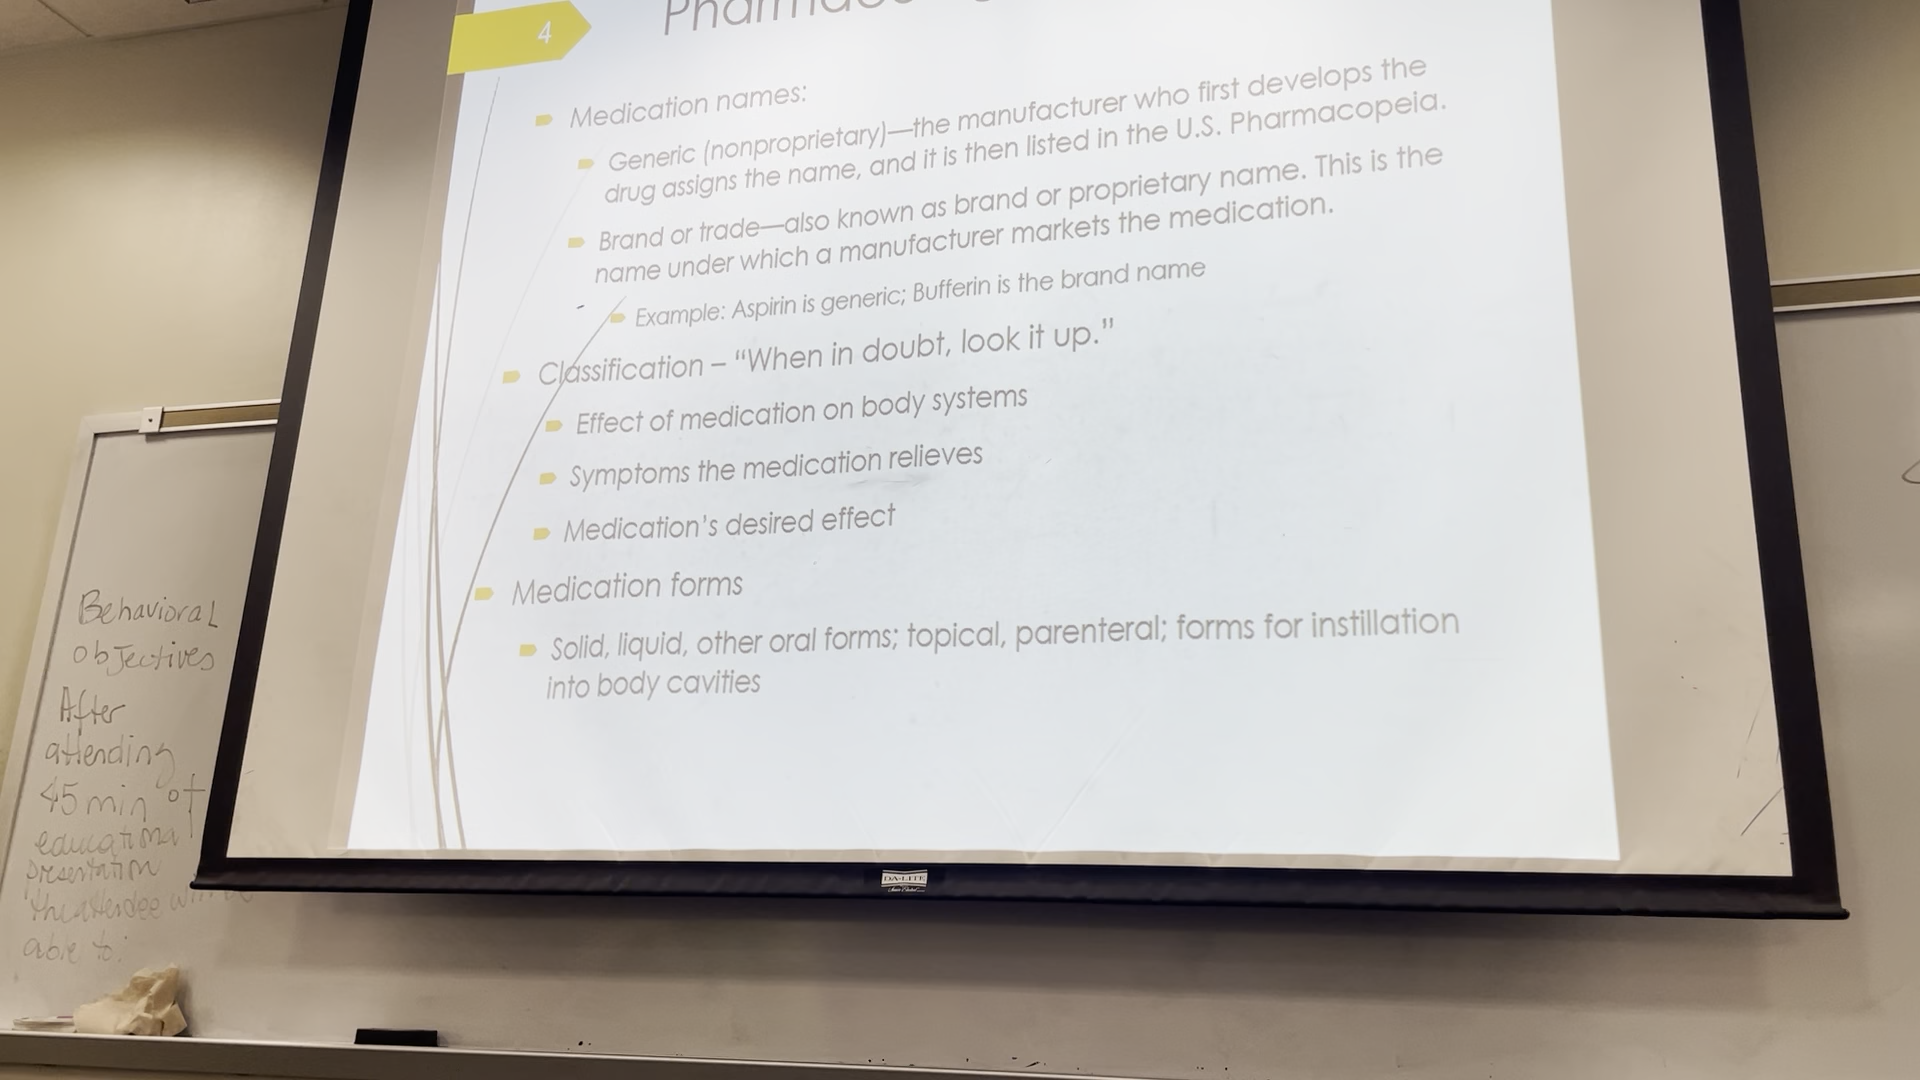 4
Medication names:
Generic (nonproprietary)—the manufacturer who first develops the
drug assigns the name, and it is then listed in the U.S. Pharmacopeia.
Brand or trade—also known as brand or proprietary name. This is the
name under which a manufacturer markets the medication.
Example: Aspirin is generic; Bufferin is the brand name
Classification – “When in doubt, look it up.”
Effect of medication on body systems
Symptoms the medication relieves
Medication’s desired effect
Medication forms
Solid, liquid, other oral forms; topical, parenteral; forms for instillation
into body cavities
DA-LITE
Behavioral
objectives
After
attending
45 min of
educational
presentation
the attendee will be
able to: